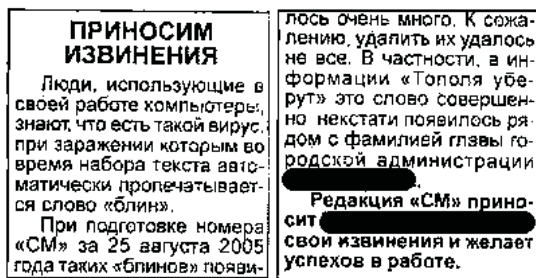 ПРИНОСИМ
ИЗВИНЕНИЯ
Люди, использующие в
своей работе компьютеры,
знают, что есть такой вирус,
при заражении которым во
время набора текста авто-
матически пропечатывает-
ся слово «блин».
При подготовке номера
«СМ» за 25 августа 2005
года таких «блинов» появи-
лось очень много. К сожа-
лению, удалить их удалось
не все. В частности, в ин-
формации «Тополя убе-
рут» это слово совершен-
но некстати появилось ря-
дом с фамилией главы го-
родской администрации
.
Редакция «СМ» прино-
сит
свои извинения и желает
успехов в работе.